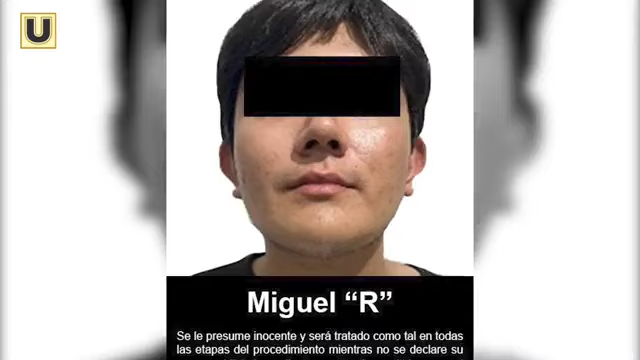 U
Miguel “R”
Se le presume inocente y será tratado como tal en todas
las etapas del procedimiento mientras no se declare su